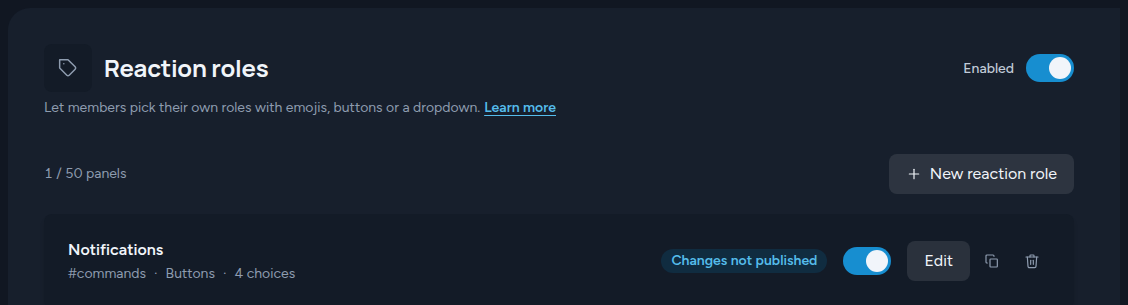 Reaction roles
Enabled
Let members pick their own roles with emojis, buttons or a dropdown. Learn more
1 / 50 panels
+ New reaction role
Notifications
#commands · Buttons · 4 choices
Changes not published
Edit